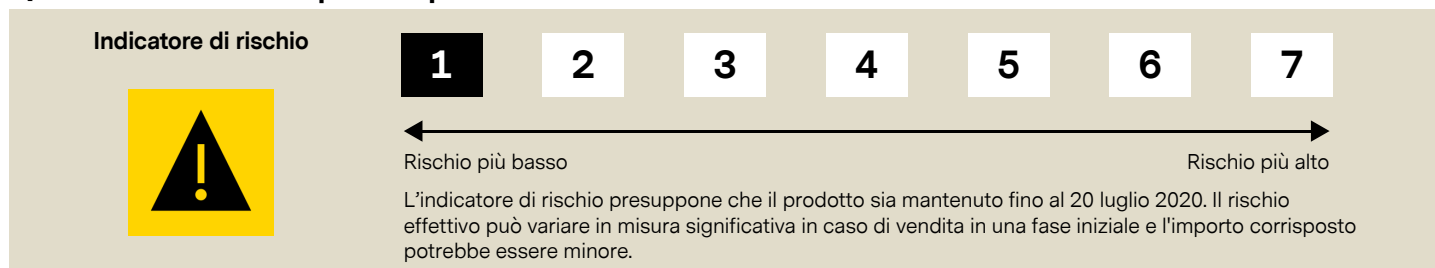 Indicatore di rischio
1 2 3 4 5 6 7
Rischio più basso Rischio più alto
L'indicatore di rischio presuppone che il prodotto sia mantenuto fino al 20 luglio 2020. Il rischio
effettivo può variare in misura significativa in caso di vendita in una fase iniziale e l'importo corrisposto
potrebbe essere minore.